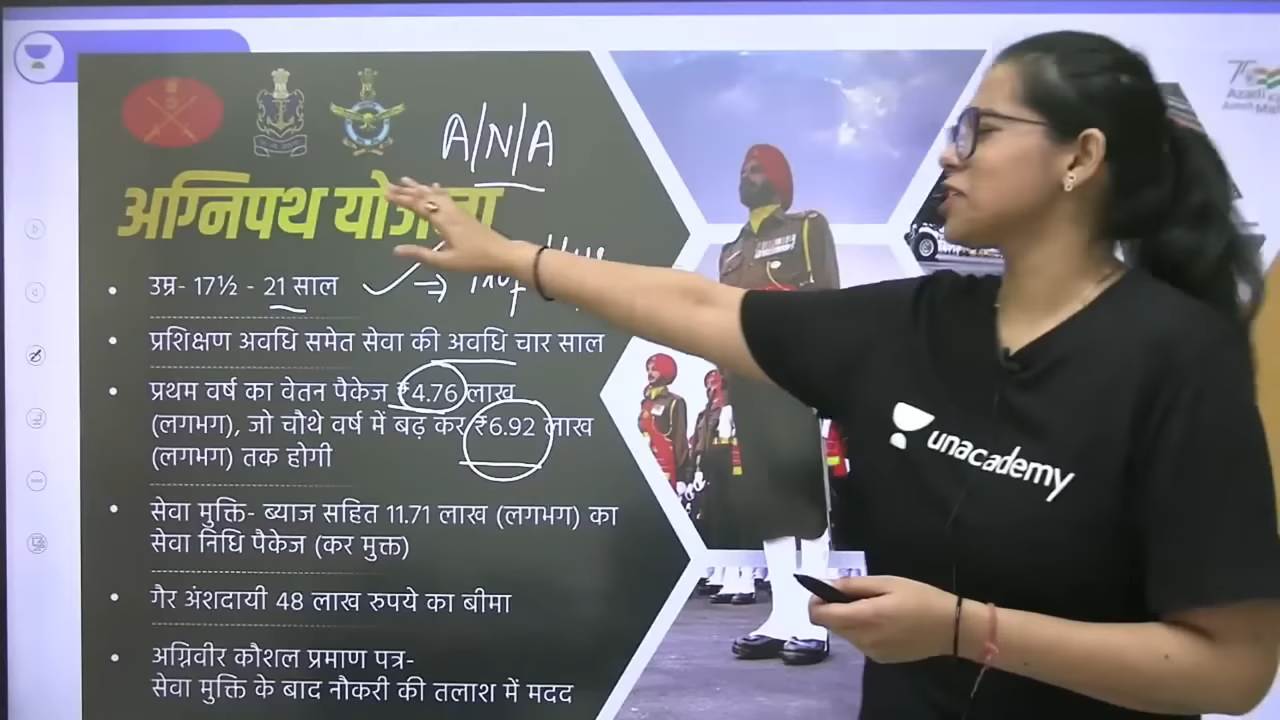 A/N/A
अग्निपथ
उम्र- 17½ - 21 साल
प्रशिक्षण अवधि समेत सेवा की अवधि चार साल
प्रथम वर्ष का वेतन पैकेज ₹4.76 लाख
(लगभग), जो चौथे वर्ष में बढ़ कर ₹6.92 लाख
(लगभग) तक होगी
सेवा मुक्ति- ब्याज सहित 11.71 लाख (लगभग) का
सेवा निधि पैकेज (कर मुक्त)
गैर अंशदायी 48 लाख रुपये का बीमा
अग्निवीर कौशल प्रमाण पत्र-
सेवा मुक्ति के बाद नौकरी की तलाश में मदद
unacademy
Azadi